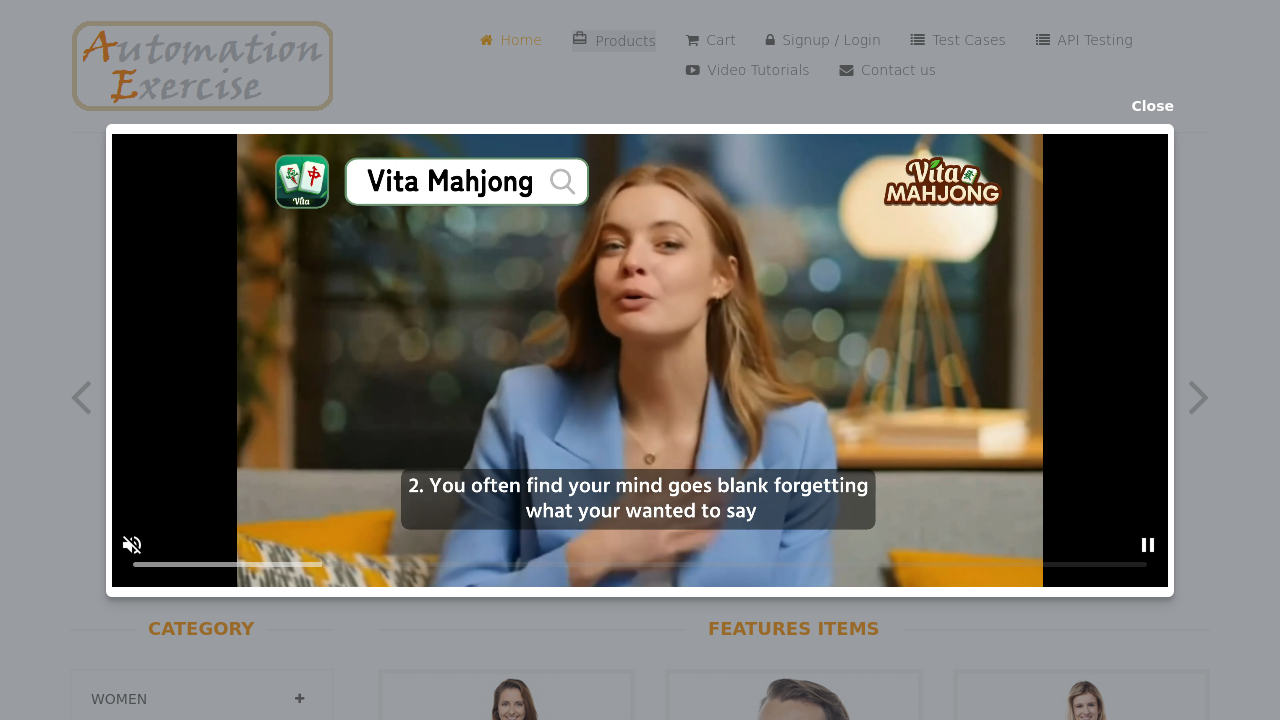 Automation
Exercise
Home
Products
Cart
Signup / Login
Test Cases
API Testing
Video Tutorials
Contact us
Close
Vita
Vita Mahjong
Vita
MAHJONG
2. You often find your mind goes blank forgetting
what your wanted to say
CATEGORY
FEATURES ITEMS
WOMEN